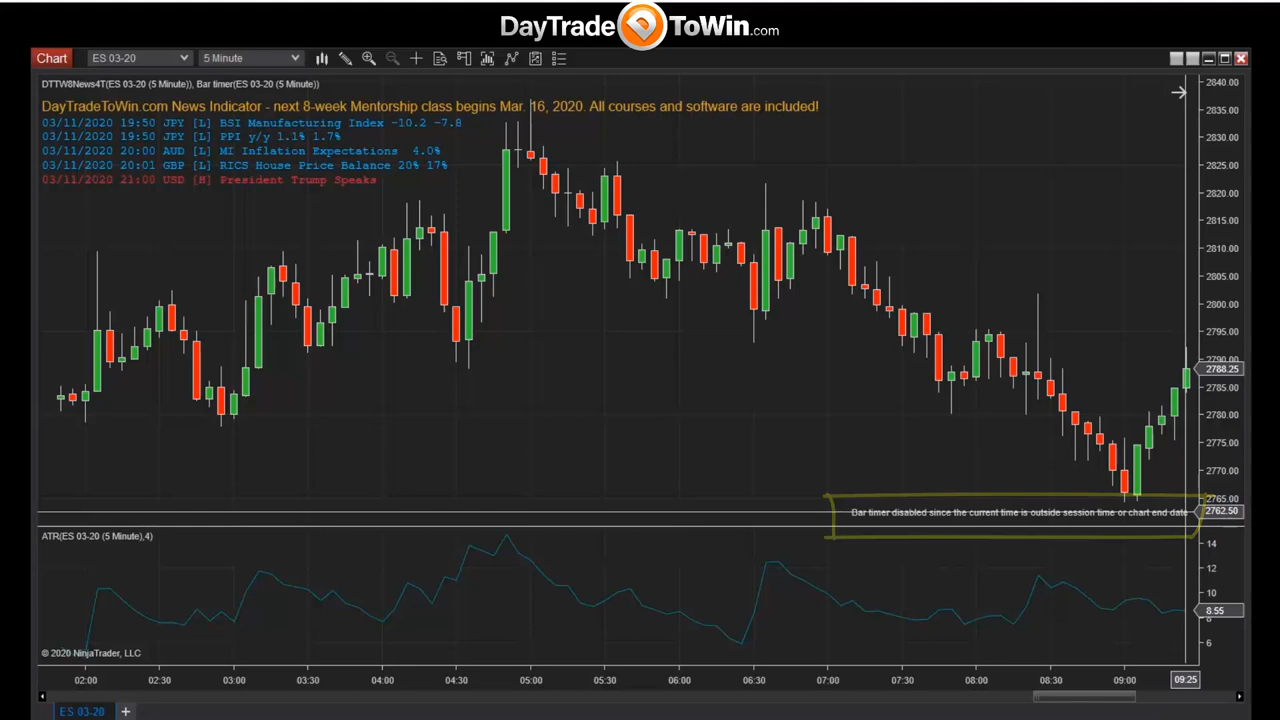 DayTradeToWin.com
Chart ES 03-20 5 Minute
DTTW8News4T(ES 03-20 (5 Minute)), Bar timer(ES 03-20 (5 Minute))
DayTradeToWin.com News Indicator - next 8-week Mentorship class begins Mar. 16, 2020. All courses and software are included!
03/11/2020 19:50 JPY [L] BSI Manufacturing Index -10.2 -7.8
03/11/2020 19:50 JPY [L] PPI y/y 1.1% 1.7%
03/11/2020 20:00 AUD [L] MI Inflation Expectations 4.0%
03/11/2020 20:01 GBP [L] RICS House Price Balance 20% 17%
03/11/2020 21:00 USD [H] President Trump Speaks
2840.00
2835.00
2830.00
2825.00
2820.00
2815.00
2810.00
2805.00
2800.00
2795.00
2790.00
2788.25
2785.00
2780.00
2775.00
2770.00
2765.00
Bar timer disabled since the current time is outside session time or chart end date
2762.50
ATR(ES 03-20 (5 Minute),4)
14
12
10
8.55
8
6
© 2020 NinjaTrader, LLC
02:00 02:30 03:00 03:30 04:00 04:30 05:00 05:30 06:00 06:30 07:00 07:30 08:00 08:30 09:00 09:25
ES 03-20 +